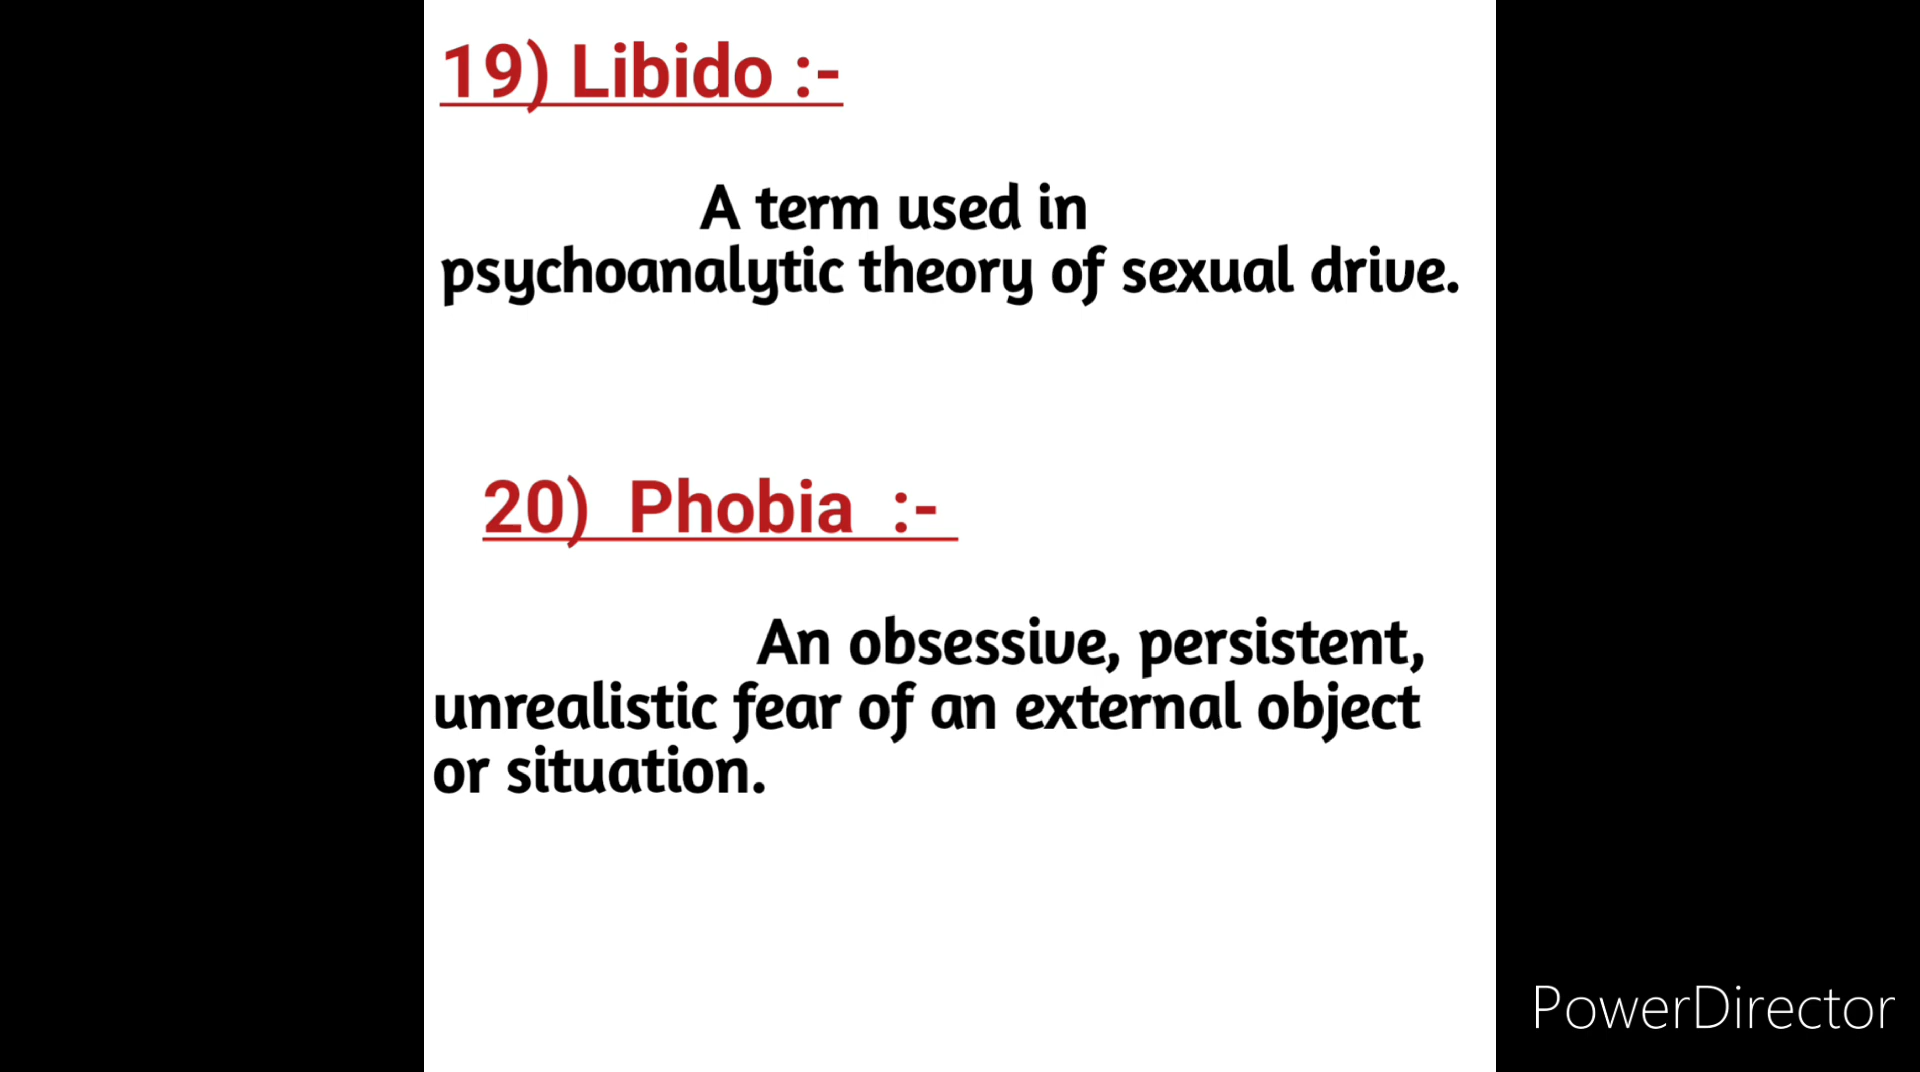 19) Libido :-
A term used in
psychoanalytic theory of sexual drive.
20) Phobia :-
An obsessive, persistent,
unrealistic fear of an external object
or situation.
PowerDirector